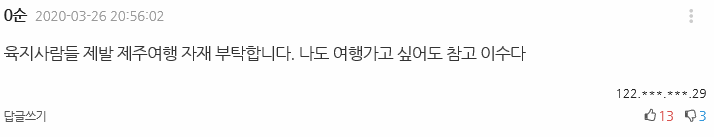 0순 2020-03-26 20:56:02
육지사람들 제발 제주여행 자재 부탁합니다. 나도 여행가고 싶어도 참고 이수다
122.***.***.29
답글쓰기 13 3